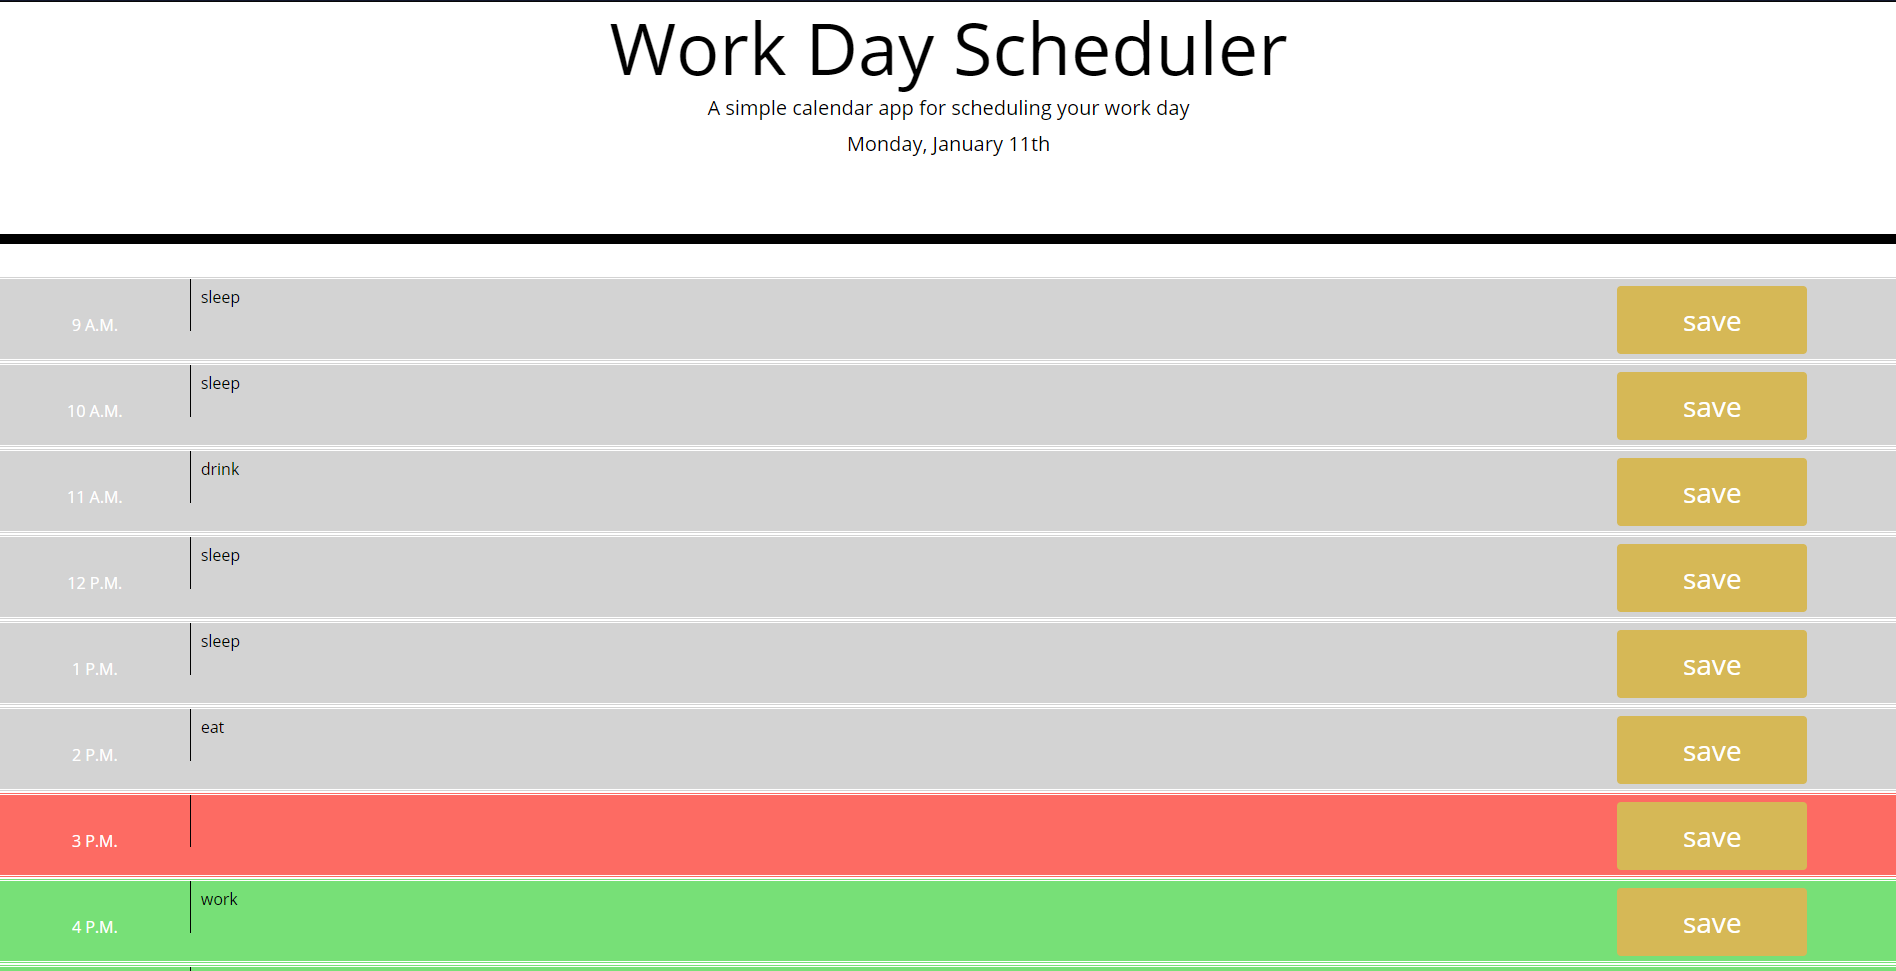 Work Day Scheduler
A simple calendar app for scheduling your work day
Monday, January 11th
9 A.M. sleep save
10 A.M. sleep save
11 A.M. drink save
12 P.M. sleep save
1 P.M. sleep save
2 P.M. eat save
3 P.M. save
4 P.M. work save